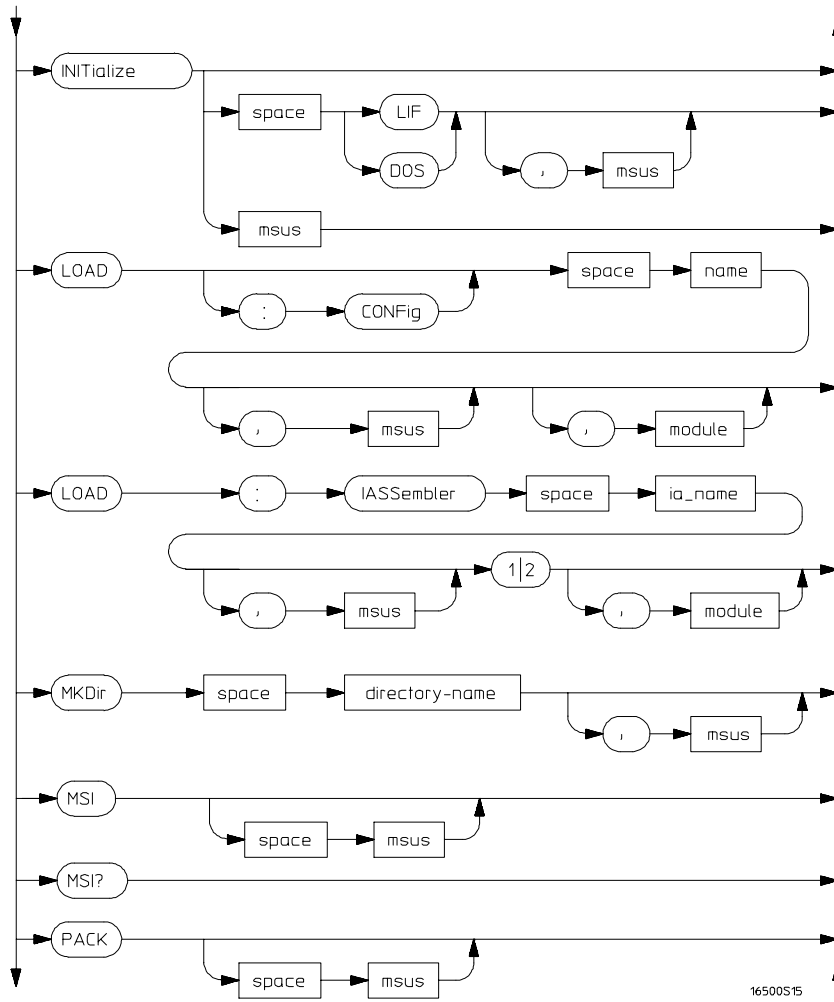 INITialize
space LIF
DOS , msus
msus
LOAD space name
: CONFig
, msus , module
LOAD : IASSembler space ia_name
1|2
, msus , module
MKDir space directory-name
, msus
MSI
space msus
MSI?
PACK
space msus
16500S15